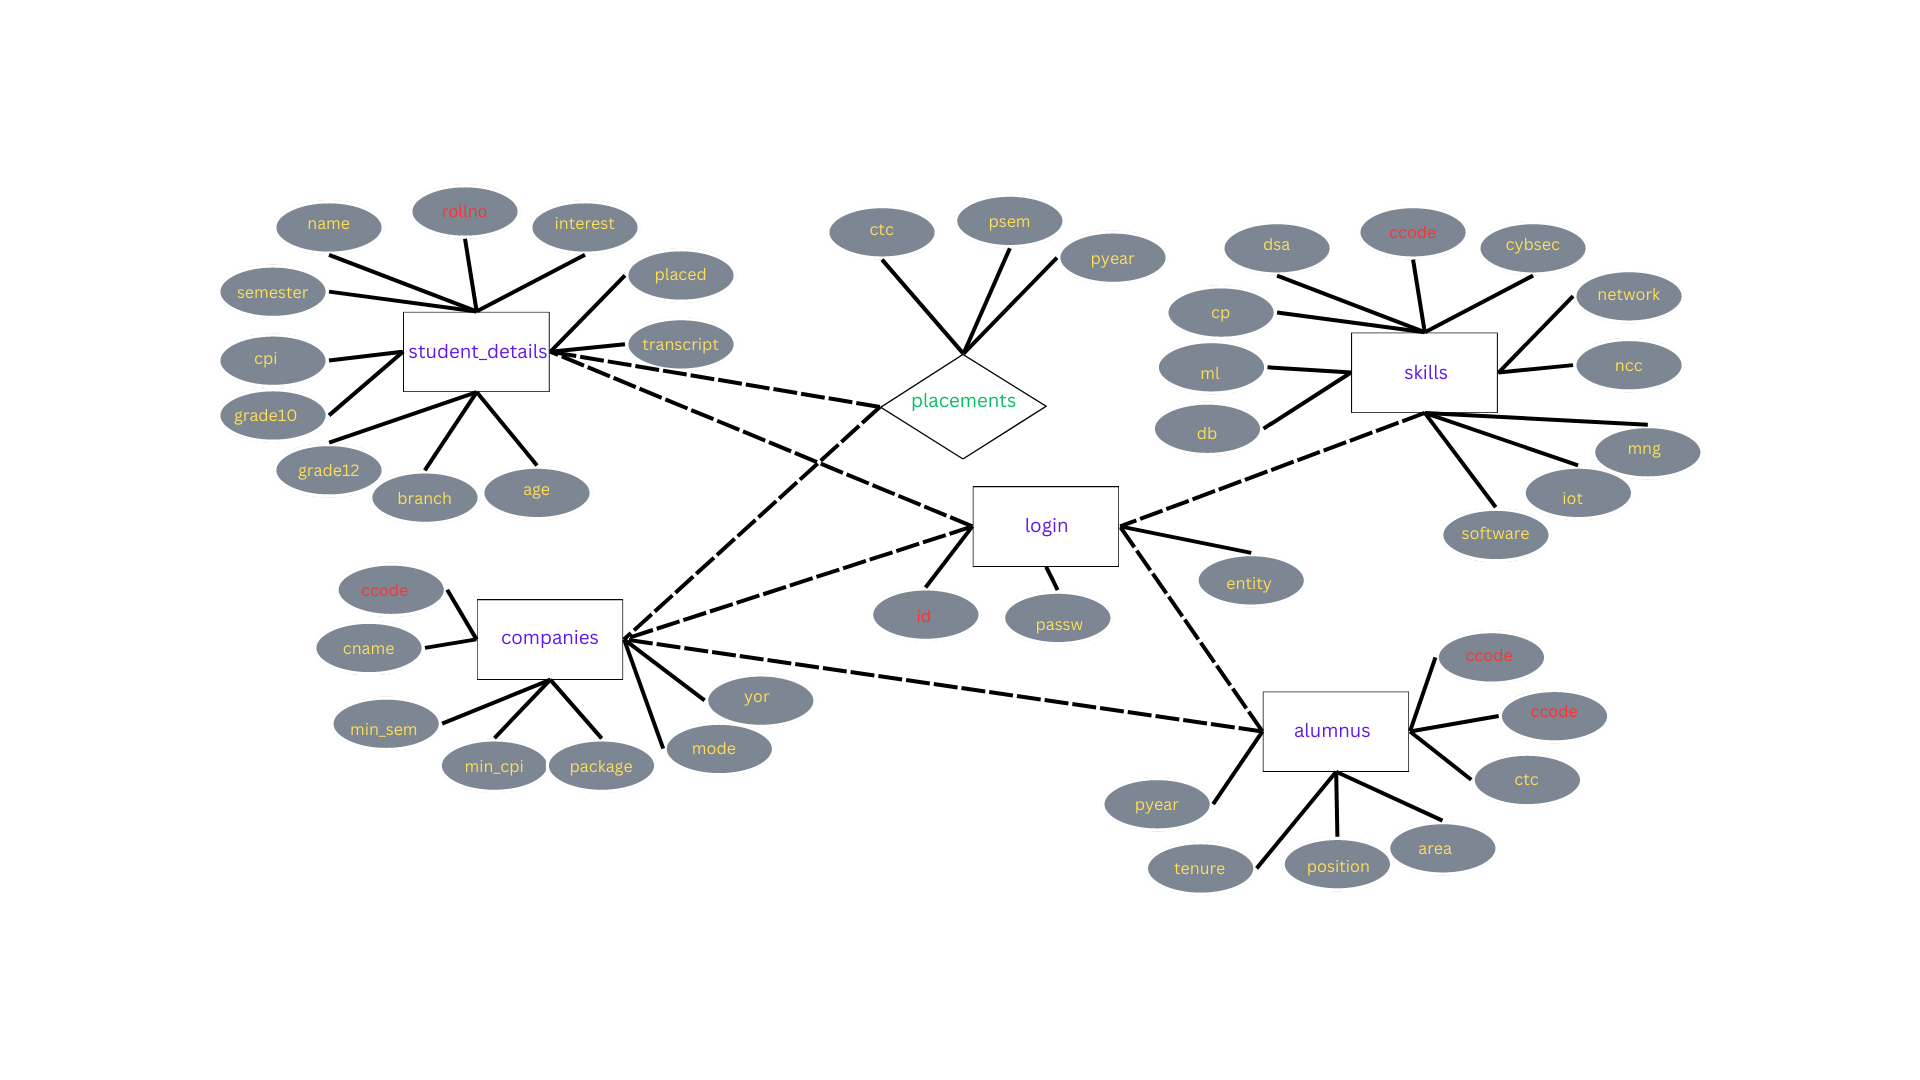 name
rollno
interest
semester
placed
cpi
student_details
transcript
grade10
grade12
branch
age
ctc
psem
pyear
placements
dsa
ccode
cybsec
cp
network
ml
skills
ncc
db
mng
iot
software
login
id
passw
entity
ccode
cname
companies
min_sem
min_cpi
package
yor
mode
ccode
ccode
alumnus
ctc
pyear
tenure
position
area